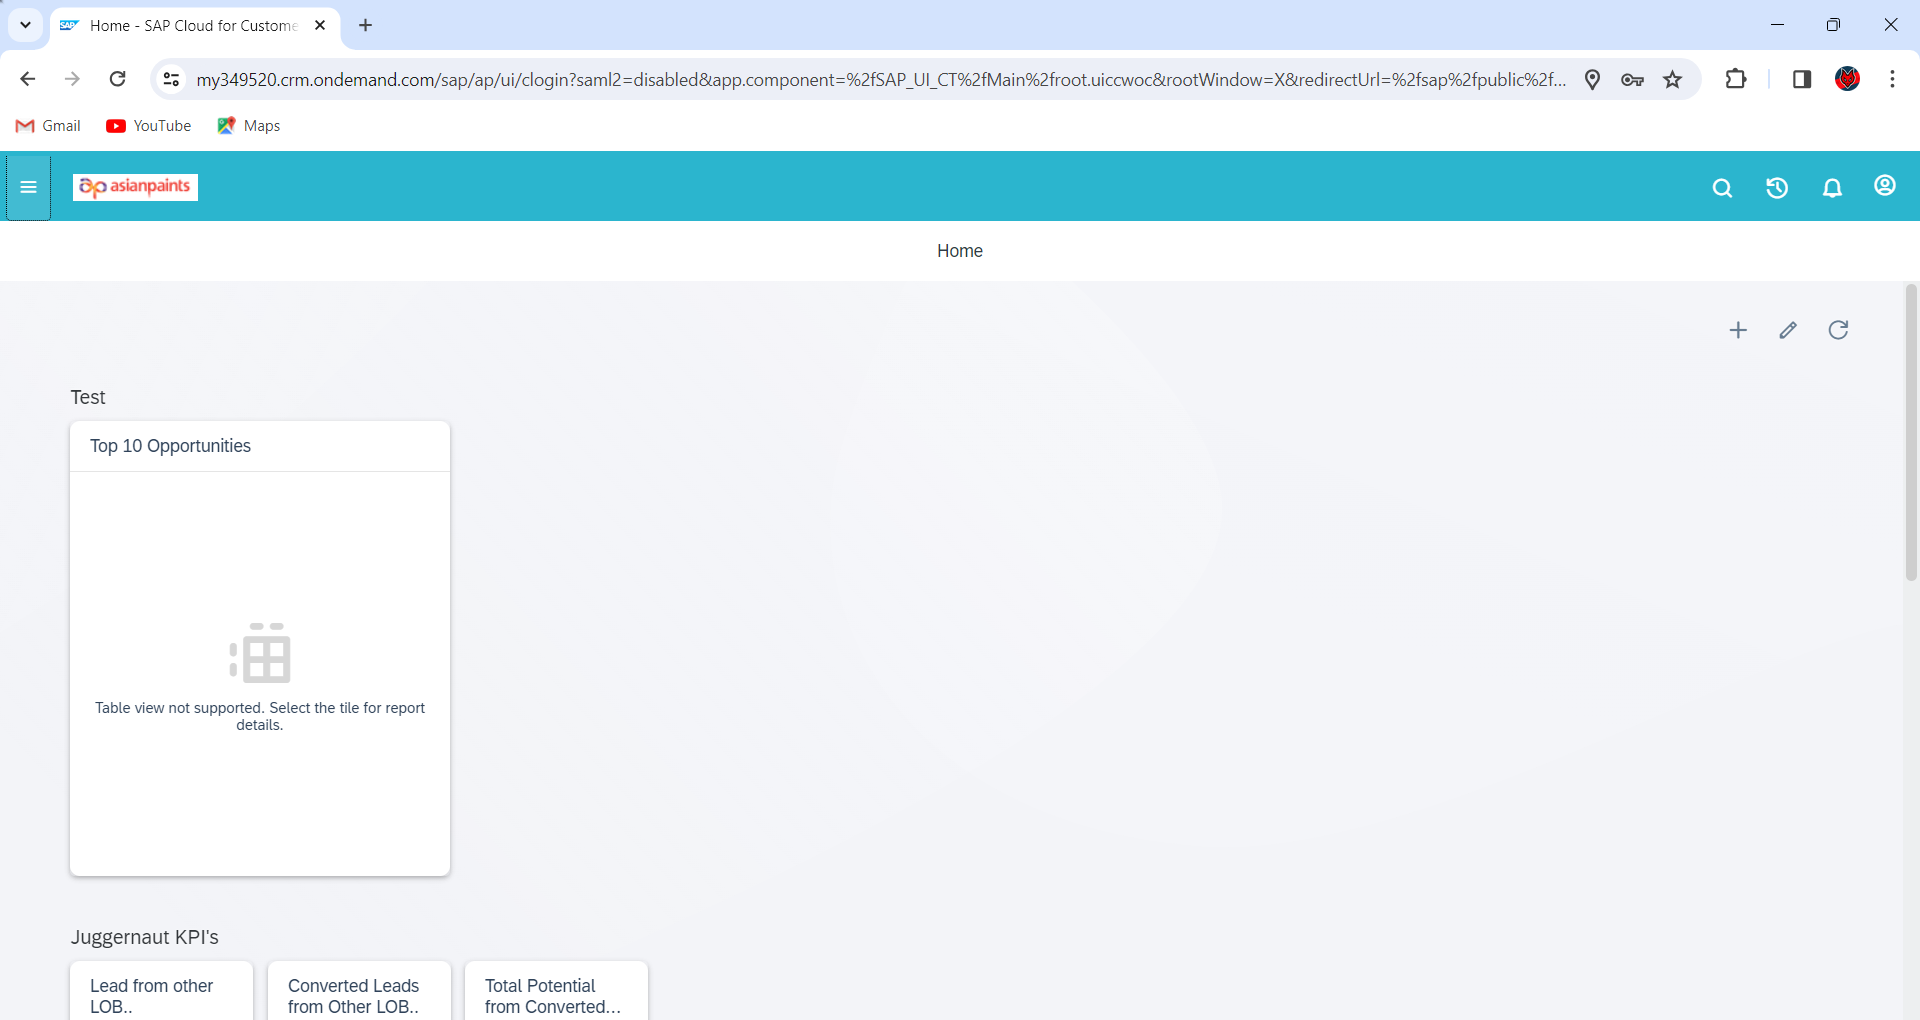 SAP Home - SAP Cloud for Custome
my349520.crm.ondemand.com/sap/ap/ui/clogin?saml2=disabled&app.component=%2fSAP_UI_CT%2fMain%2froot.uiccwoc&rootWindow=X&redirectUrl=%2fsap%2fpublic%2f...
Gmail YouTube Maps
asianpaints
Home
Test
Top 10 Opportunities
Table view not supported. Select the tile for report
details.
Juggernaut KPI's
Lead from other
LOB..
Converted Leads
from Other LOB..
Total Potential
from Converted...